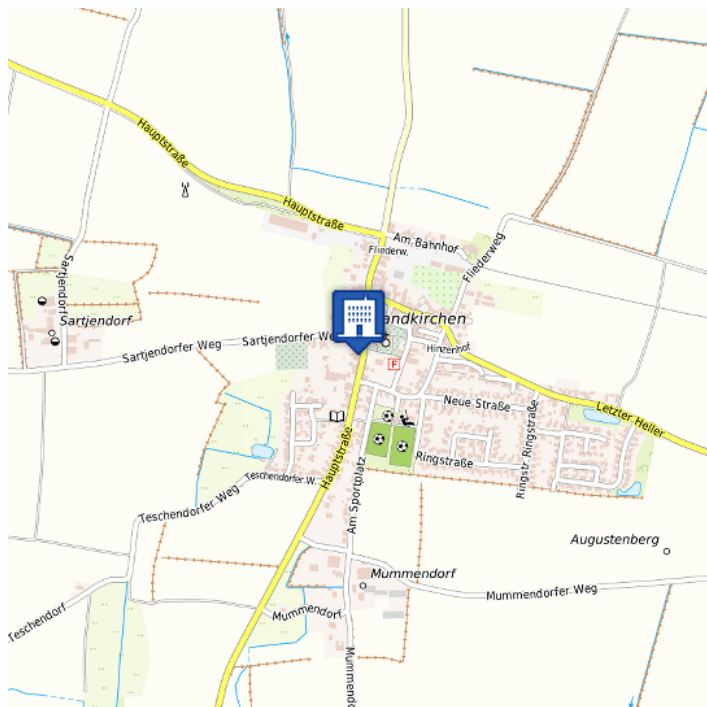 Hauptstraße
Hauptstraße
Am Bahnhof
Fliederw.
Fliederweg
Sartjendorf
Sartjendorf
andkirchen
Sartjendorfer Weg
Sartjendorfer We
Hinzenhof
F
Neue Straße
Letzter Heller
Ringstr.
Ringstraße
Hauptstraße
Ringstraße
Teschendorfer W.
Am Sportplatz
Teschendorfer Weg
Augustenberg
Mummendorf
Mummendorfer Weg
Teschendorf
Mummendorf
Mummendo